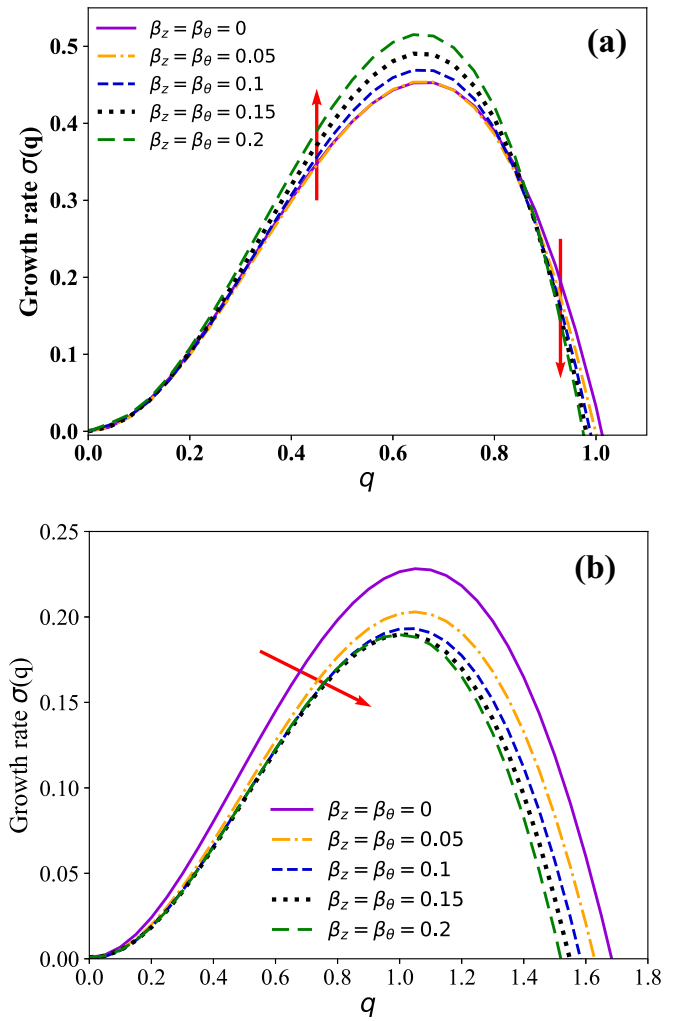 (a)
β_z = β_θ = 0
β_z = β_θ = 0.05
β_z = β_θ = 0.1
β_z = β_θ = 0.15
β_z = β_θ = 0.2
Growth rate σ(q)
0.5
0.4
0.3
0.2
0.1
0.0
0.0 0.2 0.4 0.6 0.8 1.0
q
(b)
Growth rate σ(q)
0.25
0.20
0.15
0.10
0.05
0.00
β_z = β_θ = 0
β_z = β_θ = 0.05
β_z = β_θ = 0.1
β_z = β_θ = 0.15
β_z = β_θ = 0.2
0.0 0.2 0.4 0.6 0.8 1.0 1.2 1.4 1.6 1.8
q